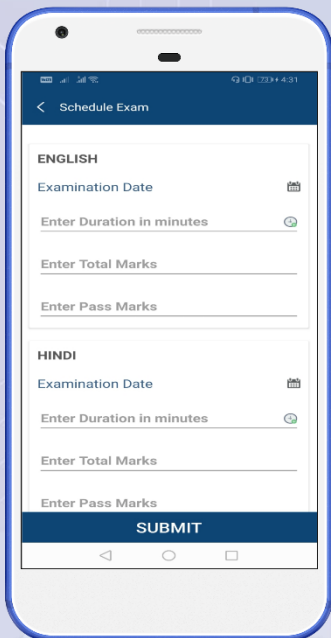 4:31
Schedule Exam
ENGLISH
Examination Date
Enter Duration in minutes
Enter Total Marks
Enter Pass Marks
HINDI
Examination Date
Enter Duration in minutes
Enter Total Marks
Enter Pass Marks
SUBMIT